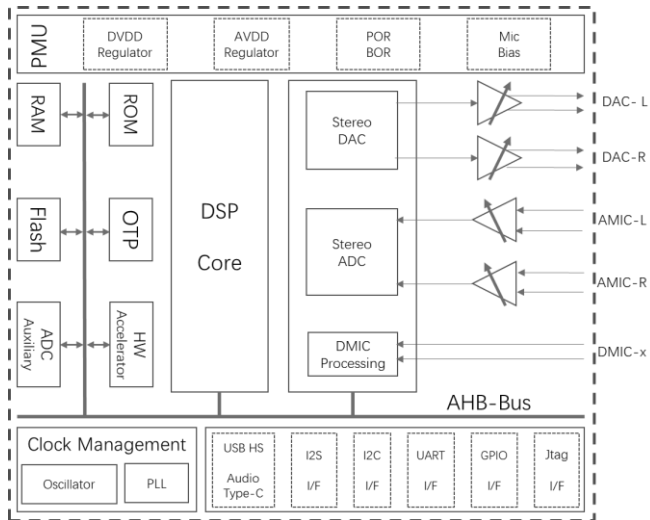 PMU
DVDD
Regulator
AVDD
Regulator
POR
BOR
Mic
Bias
RAM
ROM
Flash
OTP
ADC
Auxiliary
HW
Accelerator
DSP
Core
Stereo
DAC
Stereo
ADC
DMIC
Processing
DAC- L
DAC-R
AMIC-L
AMIC-R
DMIC-x
AHB-Bus
Clock Management
Oscillator
PLL
USB HS
Audio
Type-C
I2S
I/F
I2C
I/F
UART
I/F
GPIO
I/F
Jtag
I/F